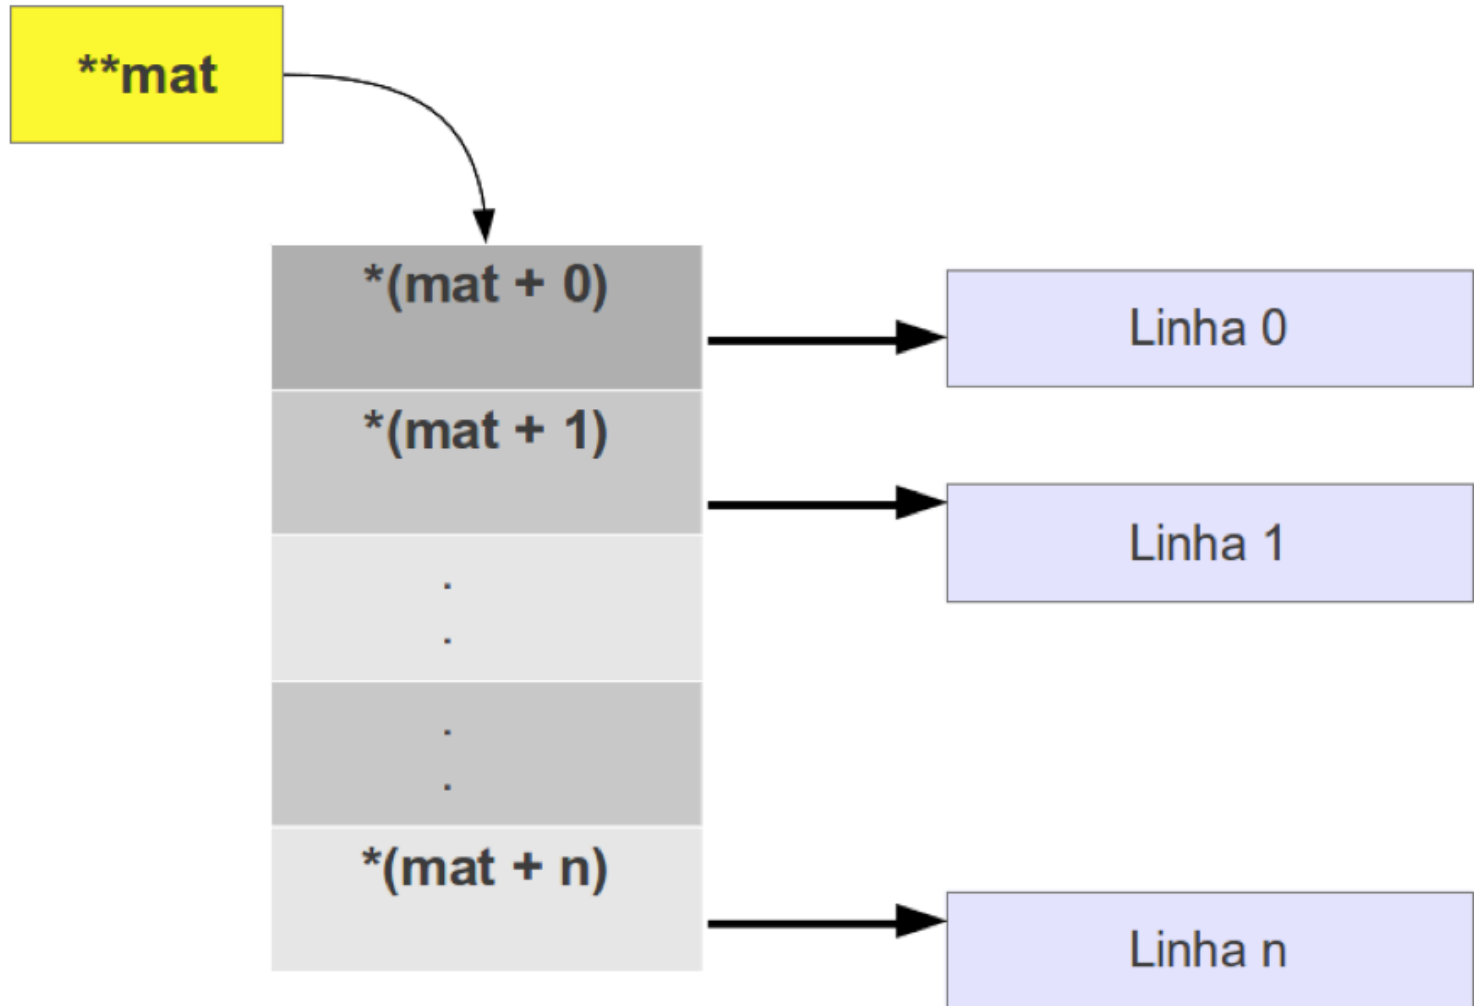 **mat
*(mat + 0)
Linha 0
*(mat + 1)
Linha 1
.
.
.
.
*(mat + n)
Linha n